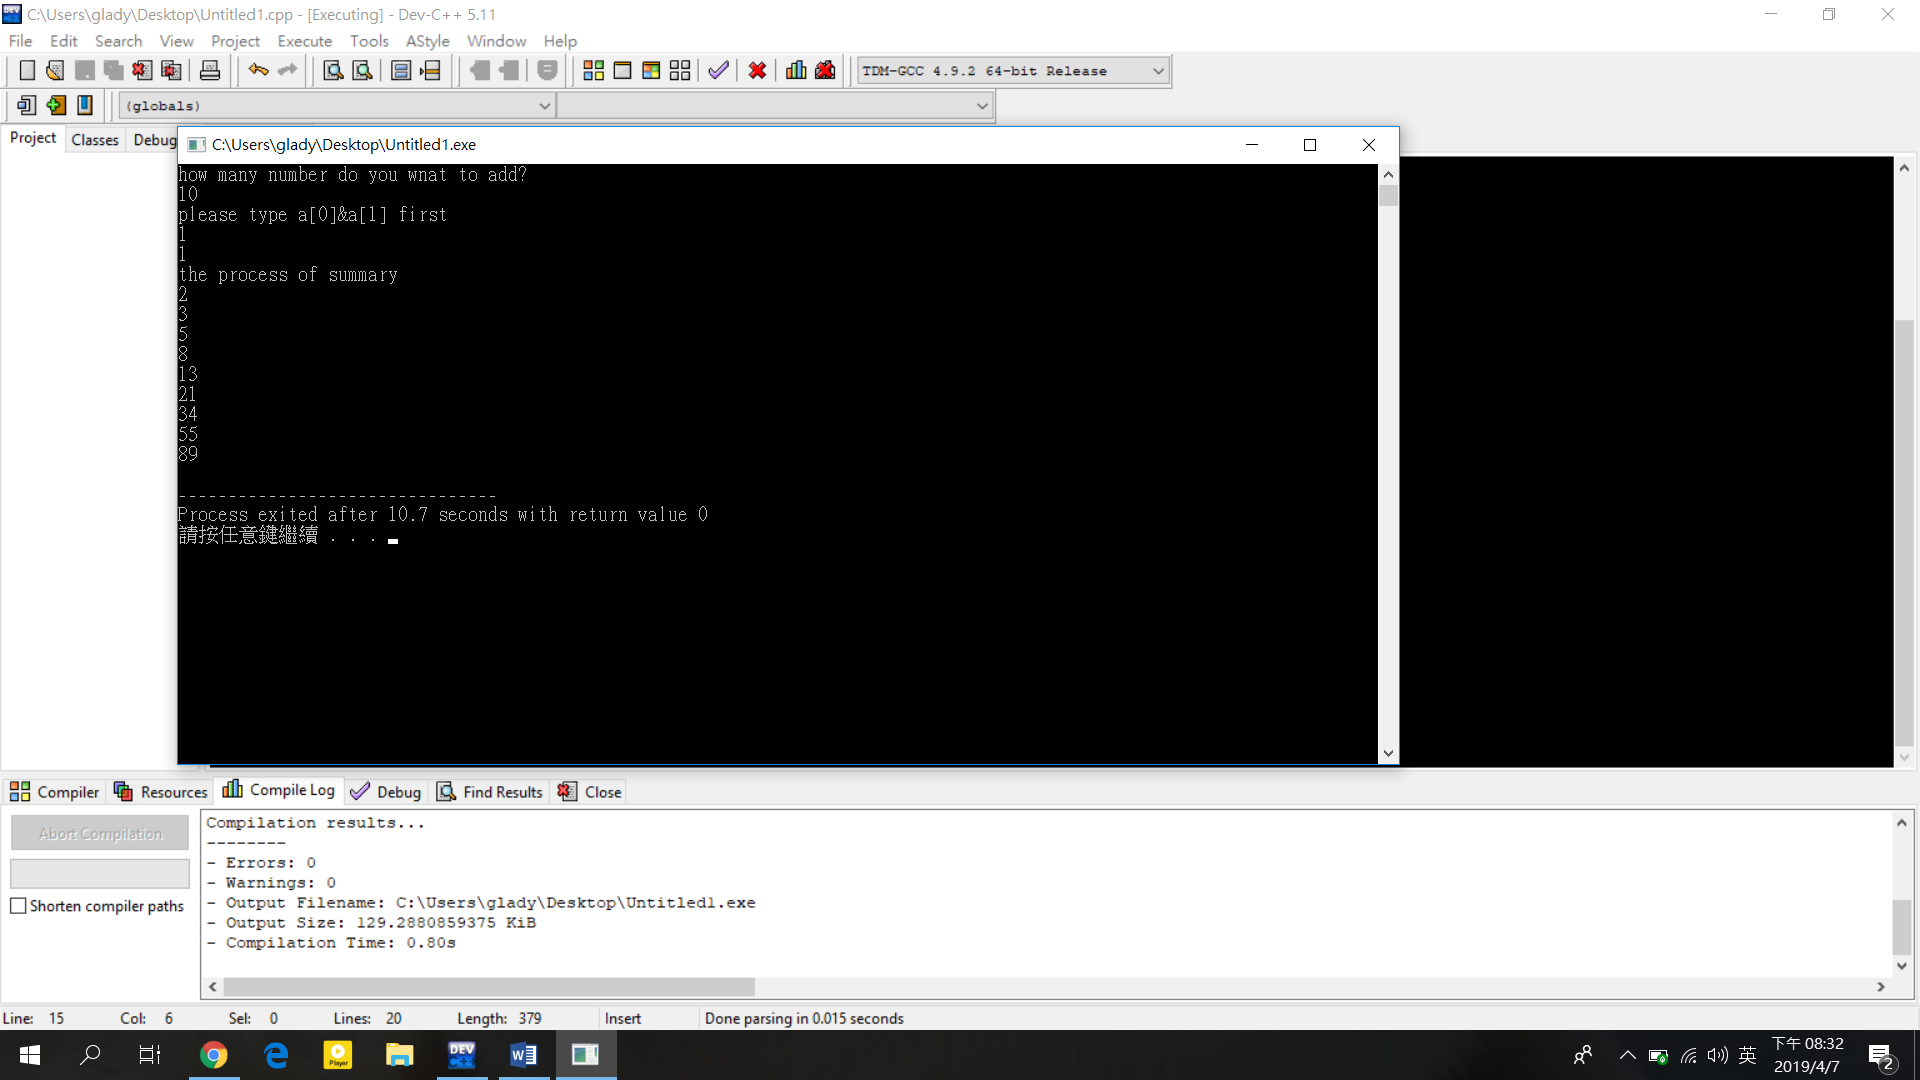 C:\Users\glady\Desktop\Untitled1.cpp - [Executing] - Dev-C++ 5.11
File Edit Search View Project Execute Tools AStyle Window Help
TDM-GCC 4.9.2 64-bit Release
(globals)
Project Classes Debug
C:\Users\glady\Desktop\Untitled1.exe
how many number do you wnat to add?
10
please type a[0]&a[1] first
1
1
the process of summary
2
3
5
8
13
21
34
55
89
--------------------------------
Process exited after 10.7 seconds with return value 0
請按任意鍵繼續 . . .
Compiler Resources Compile Log Debug Find Results Close
Abort Compilation
Shorten compiler paths
Compilation results...
--------
- Errors: 0
- Warnings: 0
- Output Filename: C:\Users\glady\Desktop\Untitled1.exe
- Output Size: 129.2880859375 KiB
- Compilation Time: 0.80s
Line: 15 Col: 6 Sel: 0 Lines: 20 Length: 379 Insert Done parsing in 0.015 seconds
Player
DEV
英
下午 08:32
2019/4/7
2